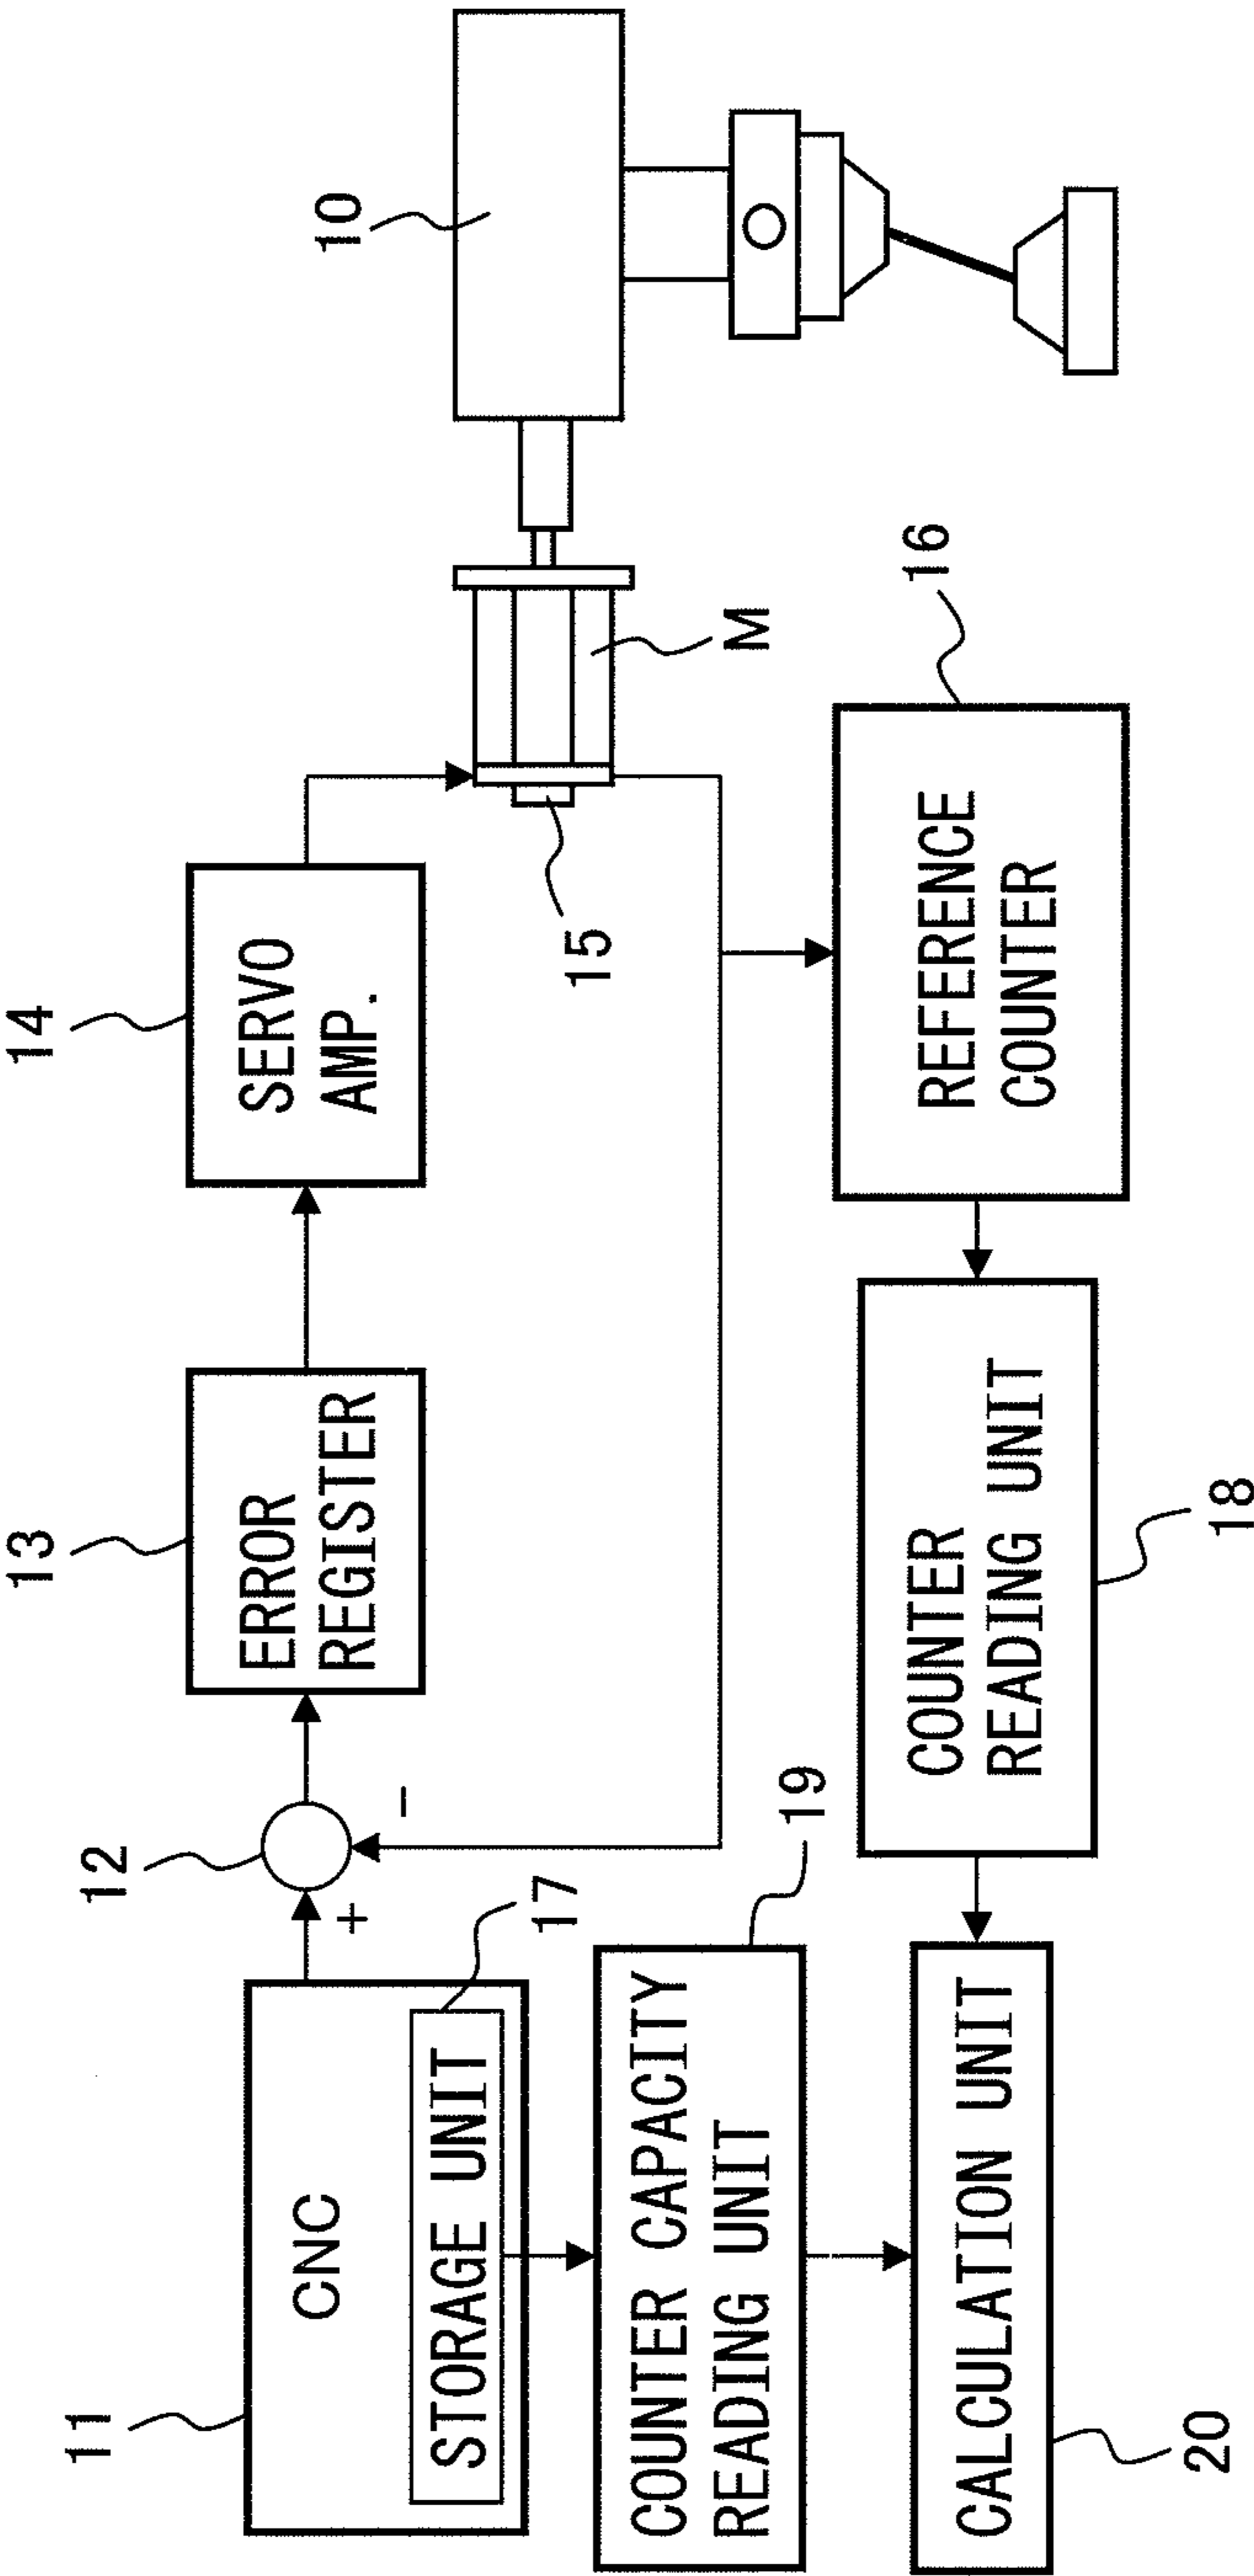 11
CNC
STORAGE UNIT
17
12
+
-
13
ERROR
REGISTER
14
SERVO
AMP.
15
M
10
COUNTER CAPACITY
READING UNIT
19
CALCULATION UNIT
20
COUNTER
READING UNIT
18
REFERENCE
COUNTER
16